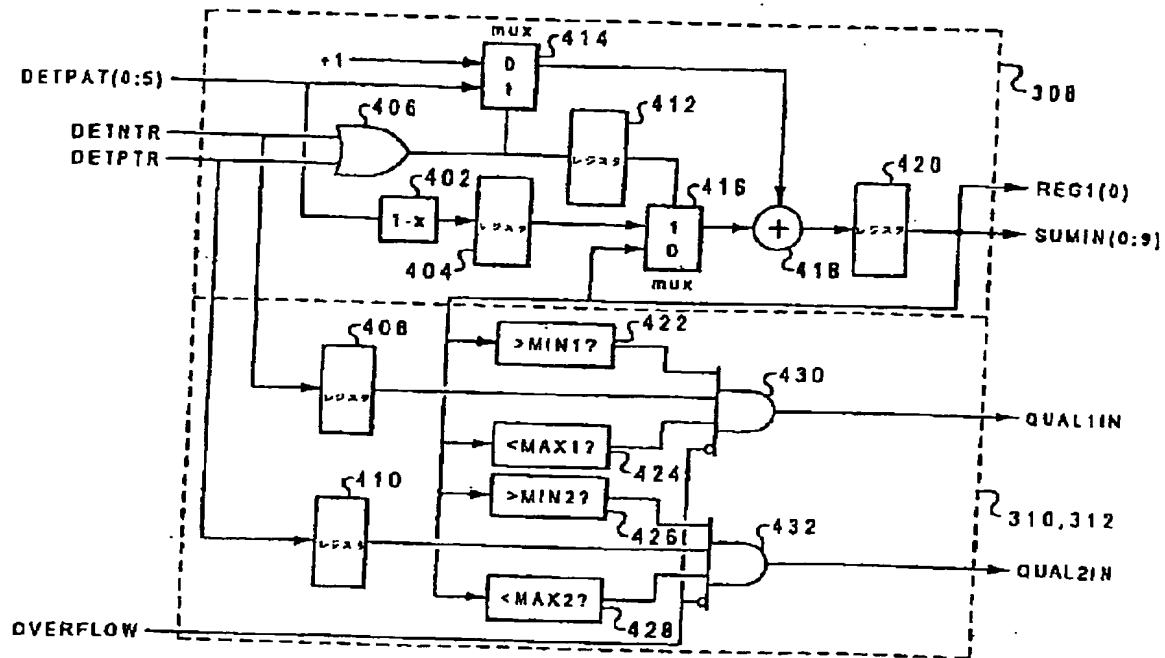 mux
414
+1
0
1
DETPAT(0:5)
308
406
412
DETNTR
DETPTR
レジスタ
402
416
420
REG1(0)
1-x
レジスタ
1
0
+
レジスタ
SUMIN(0:9)
404
mux
418
408
422
>MIN1?
430
レジスタ
QUAL1IN
<MAX1?
424
410
>MIN2?
310,312
426
432
レジスタ
QUAL2IN
<MAX2?
428
OVERFLOW